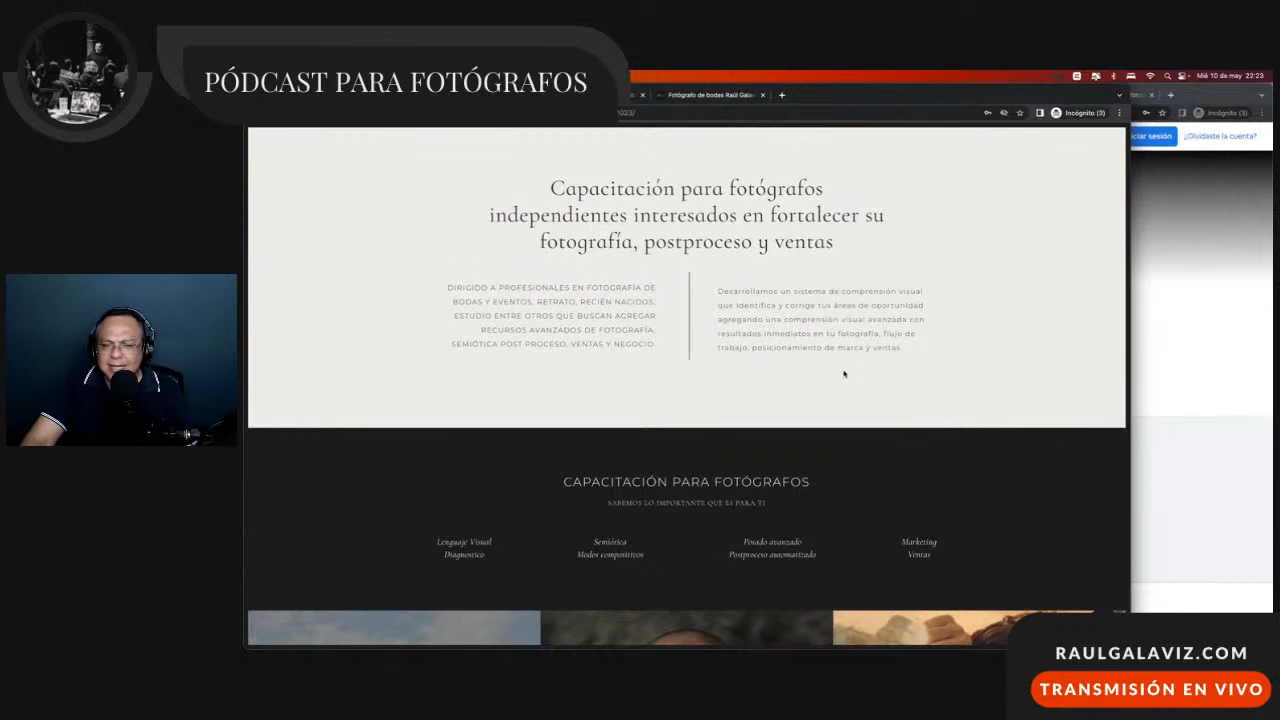 PÓDCAST PARA FOTÓGRAFOS
Mié 10 de may 22:23
Fotógrafo de bodas Raúl Gala
2023/
Incógnito (3)
Incógnito (3)
ciar sesión
¿Olvidaste la cuenta?
Capacitación para fotógrafos
independientes interesados en fortalecer su
fotografía, postproceso y ventas
DIRIGIDO A PROFESIONALES EN FOTOGRAFÍA DE
BODAS Y EVENTOS, RETRATO, RECIÉN NACIDOS,
ESTUDIO ENTRE OTROS QUE BUSCAN AGREGAR
RECURSOS AVANZADOS DE FOTOGRAFÍA,
SEMIÓTICA POST PROCESO, VENTAS Y NEGOCIO.
Desarrollamos un sistema de comprensión visual
que identifica y corrige tus áreas de oportunidad
agregando una comprensión visual avanzada con
resultados inmediatos en tu fotografía, flujo de
trabajo, posicionamiento de marca y ventas.
CAPACITACIÓN PARA FOTÓGRAFOS
SABEMOS LO IMPORTANTE QUE ES PARA TI
Lenguaje Visual
Diagnostico
Semiótica
Modos compositivos
Posado avanzado
Postproceso automatizado
Marketing
Ventas
RAULGALAVIZ.COM
TRANSMISIÓN EN VIVO